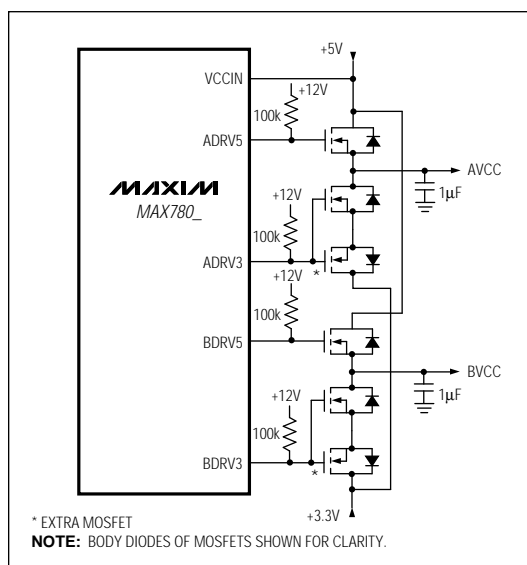 +5V
VCCIN
+12V
100k
ADRV5
AVCC
1µF
MAXIM
MAX780_
+12V
100k
ADRV3
*
+12V
100k
BDRV5
BVCC
1µF
+12V
100k
BDRV3
*
+3.3V
* EXTRA MOSFET
NOTE: BODY DIODES OF MOSFETS SHOWN FOR CLARITY.